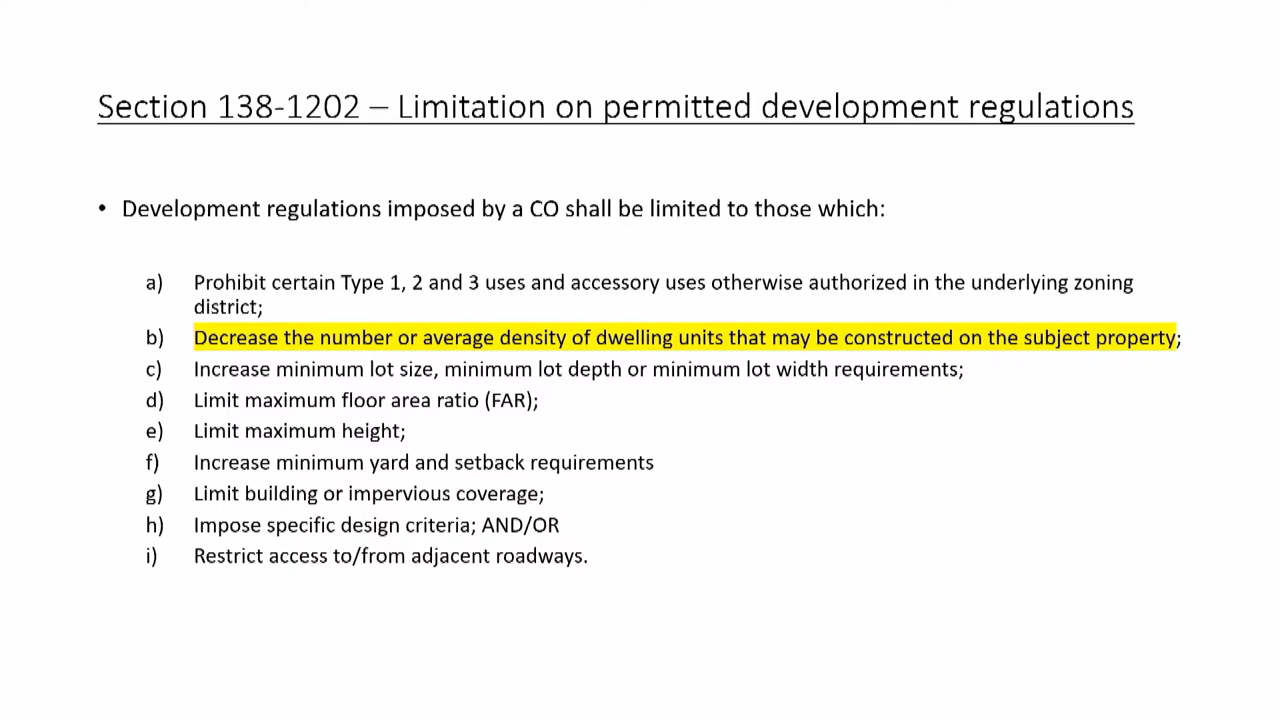 Section 138-1202 – Limitation on permitted development regulations
• Development regulations imposed by a CO shall be limited to those which:
a) Prohibit certain Type 1, 2 and 3 uses and accessory uses otherwise authorized in the underlying zoning
district;
b) Decrease the number or average density of dwelling units that may be constructed on the subject property;
c) Increase minimum lot size, minimum lot depth or minimum lot width requirements;
d) Limit maximum floor area ratio (FAR);
e) Limit maximum height;
f) Increase minimum yard and setback requirements
g) Limit building or impervious coverage;
h) Impose specific design criteria; AND/OR
i) Restrict access to/from adjacent roadways.